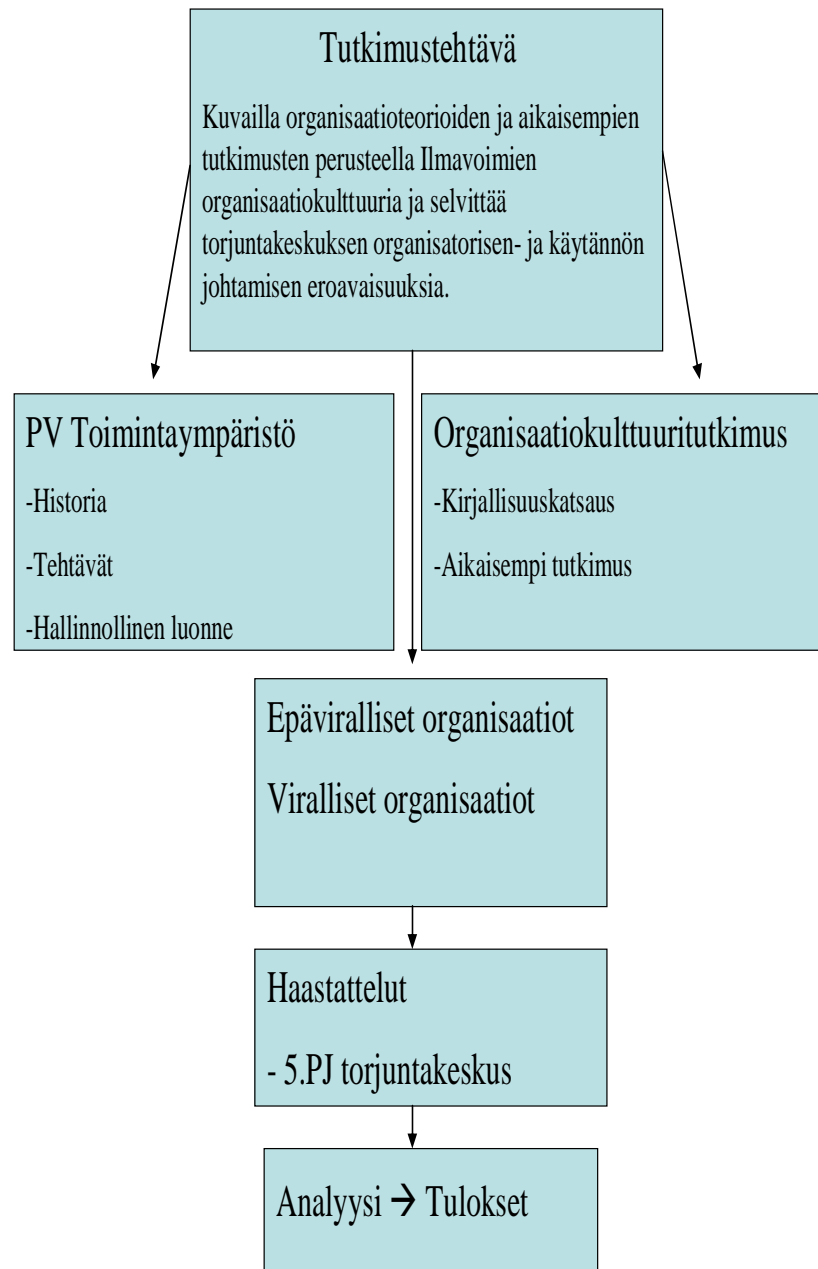 Tutkimustehtävä
Kuvailla organisaatioteorioiden ja aikaisempien
tutkimusten perusteella Ilmavoimien
organisaatiokulttuuria ja selvittää
torjuntakeskuksen organisatorisen- ja käytännön
johtamisen eroavaisuuksia.
PV Toimintaympäristö
-Historia
-Tehtävät
-Hallinnollinen luonne
Organisaatiokulttuuritutkimus
-Kirjallisuuskatsaus
-Aikaisempi tutkimus
Epäviralliset organisaatiot
Viralliset organisaatiot
Haastattelut
- 5.PJ torjuntakeskus
Analyysi → Tulokset